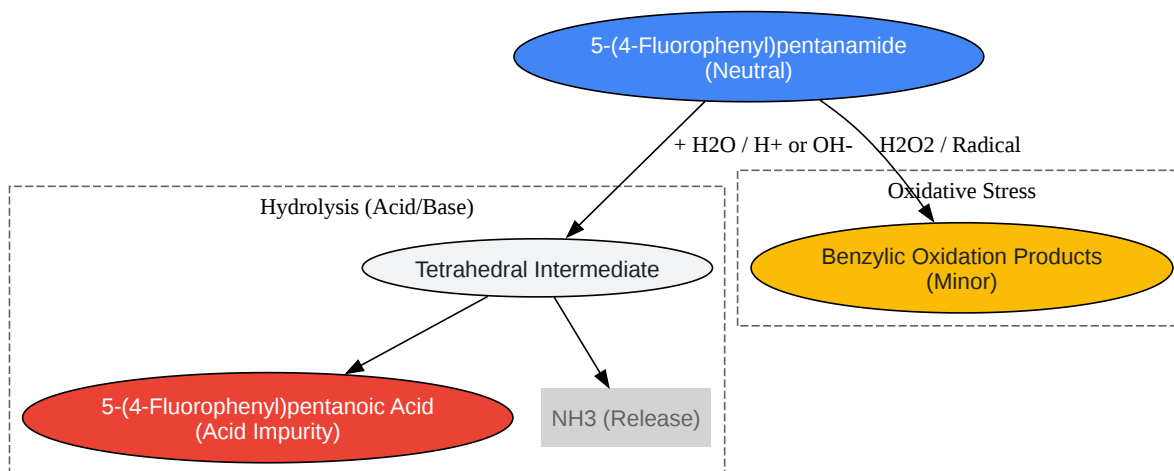 5-(4-Fluorophenyl)pentanamide
(Neutral)
+ H2O / H+ or OH-
H2O2 / Radical
Hydrolysis (Acid/Base)
Oxidative Stress
Tetrahedral Intermediate
Benzylic Oxidation Products
(Minor)
5-(4-Fluorophenyl)pentanoic Acid
(Acid Impurity)
NH3 (Release)